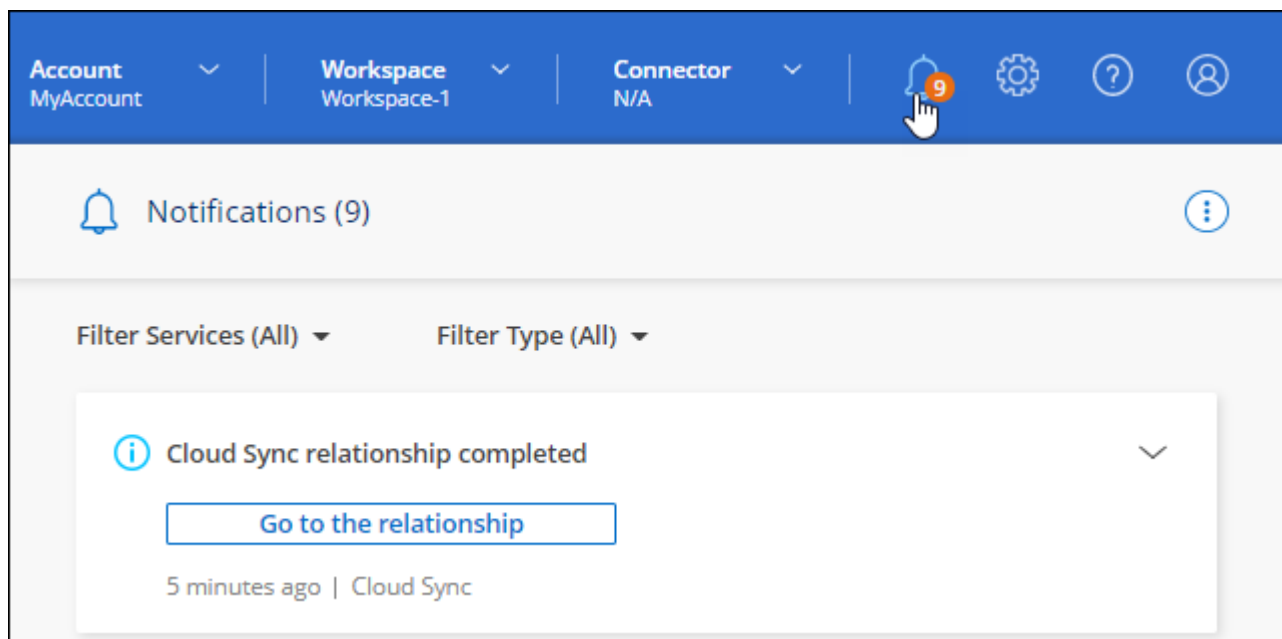 Account Workspace Connector
MyAccount Workspace-1 N/A
9
?
Notifications (9)
Filter Services (All) Filter Type (All)
i Cloud Sync relationship completed
Go to the relationship
5 minutes ago | Cloud Sync